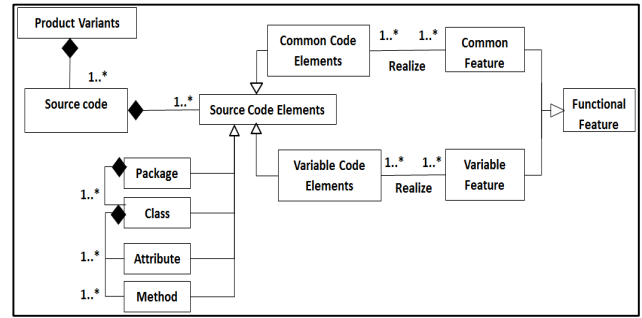 Product Variants
1..*
Source code
1..*
Source Code Elements
Common Code
Elements
1..* 1..*
Realize
Common
Feature
Functional
Feature
Variable Code
Elements
1..* 1..*
Realize
Variable
Feature
Package
1..*
Class
1..*
Attribute
1..*
Method